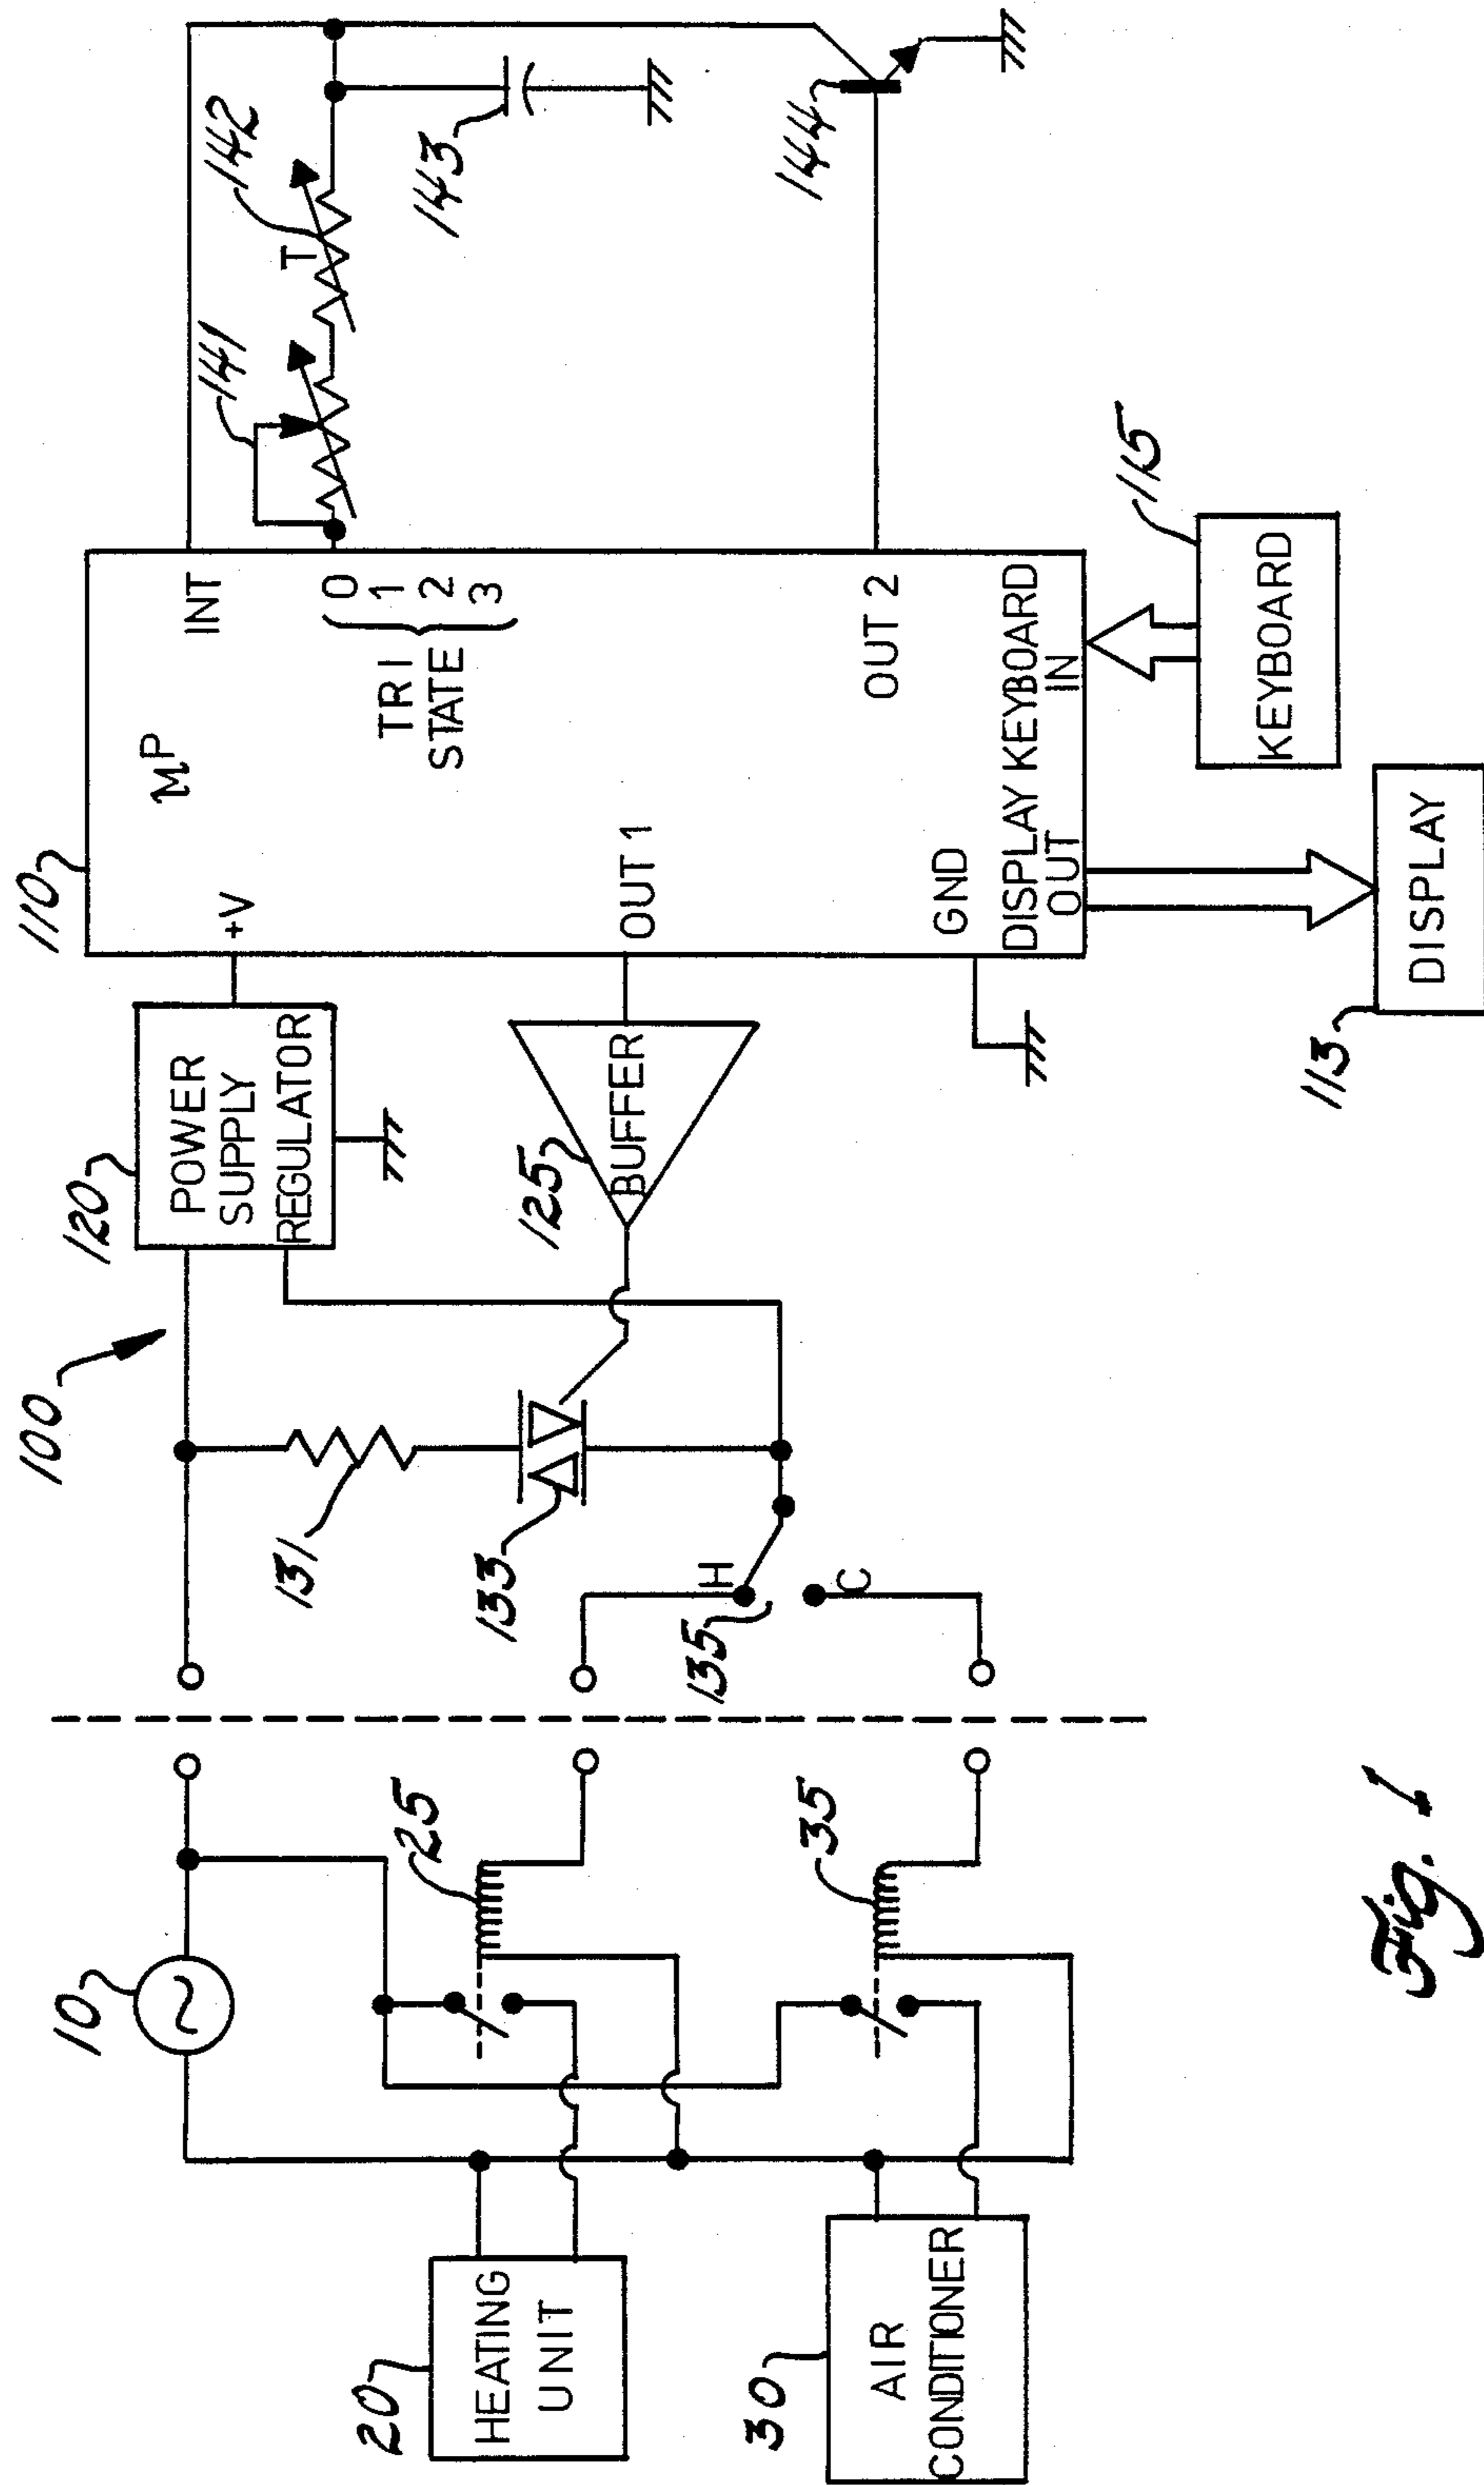 10
20
HEATING
UNIT
25
30
AIR
CONDITIONER
35
100
120
POWER
SUPPLY
REGULATOR
131
133
135
H
C
125
BUFFER
110
μP
+V
INT
TRI
STATE
0
1
2
3
OUT 1
OUT 2
GND
DISPLAY
OUT
KEYBOARD
IN
141
142
T
143
144
113
DISPLAY
115
KEYBOARD
Fig. 1